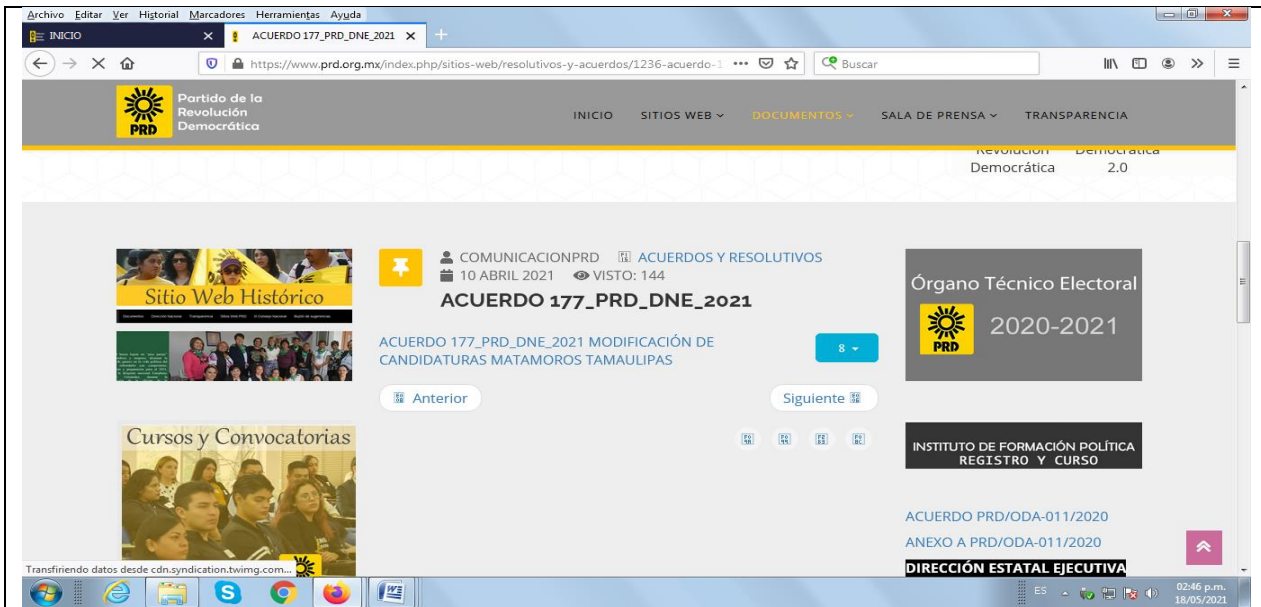 Archivo Editar Ver Historial Marcadores Herramientas Ayuda
INICIO
ACUERDO 177_PRD_DNE_2021
https://www.prd.org.mx/index.php/sitios-web/resolutivos-y-acuerdos/1236-acuerdo-1
Buscar
PRD
Partido de la
Revolución
Democrática
INICIO SITIOS WEB DOCUMENTOS SALA DE PRENSA TRANSPARENCIA
Revolución Democrática
Democrática 2.0
Sitio Web Histórico
COMUNICACIONPRD ACUERDOS Y RESOLUTIVOS
10 ABRIL 2021 VISTO: 144
ACUERDO 177_PRD_DNE_2021
ACUERDO 177_PRD_DNE_2021 MODIFICACIÓN DE
CANDIDATURAS MATAMOROS TAMAULIPAS
8
Anterior
Siguiente
Cursos y Convocatorias
Órgano Técnico Electoral
PRD
2020-2021
INSTITUTO DE FORMACIÓN POLÍTICA
REGISTRO Y CURSO
ACUERDO PRD/ODA-011/2020
ANEXO A PRD/ODA-011/2020
DIRECCIÓN ESTATAL EJECUTIVA
Transfiriendo datos desde cdn.syndication.twimg.com...
ES
02:46 p.m.
18/05/2021